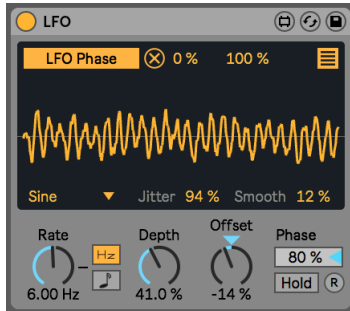 LFO
LFO Phase 0 % 100 %
Sine Jitter 94 % Smooth 12 %
Rate Depth Offset Phase
Hz 80 %
Hold R
6.00 Hz 41.0 % -14 %